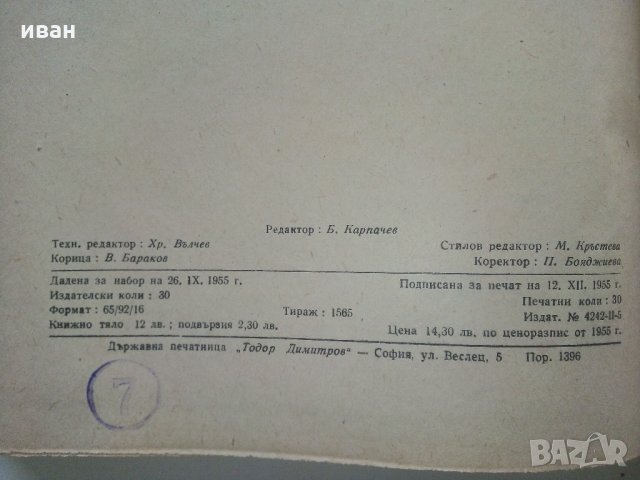 иван
Редактор : Б. Карпачев
Техн. редактор : Хр. Вълчев Стилов редактор : М. Кръстева
Корица : В. Бараков Коректор : П. Бояджиева
Дадена за набор на 26. IX. 1955 г. Подписана за печат на 12. XII. 1955 г.
Издателски коли : 30 Печатни коли : 30
Формат : 65/92/16 Тираж : 1565 Издат. № 4242-II-5
Книжно тяло 12 лв. ; подвързия 2,30 лв. Цена 14,30 лв. по ценоразпис от 1955 г.
Държавна печатница „Тодор Димитров“ — София, ул. Веслец, 5 Пор. 1396
7
BAZAR